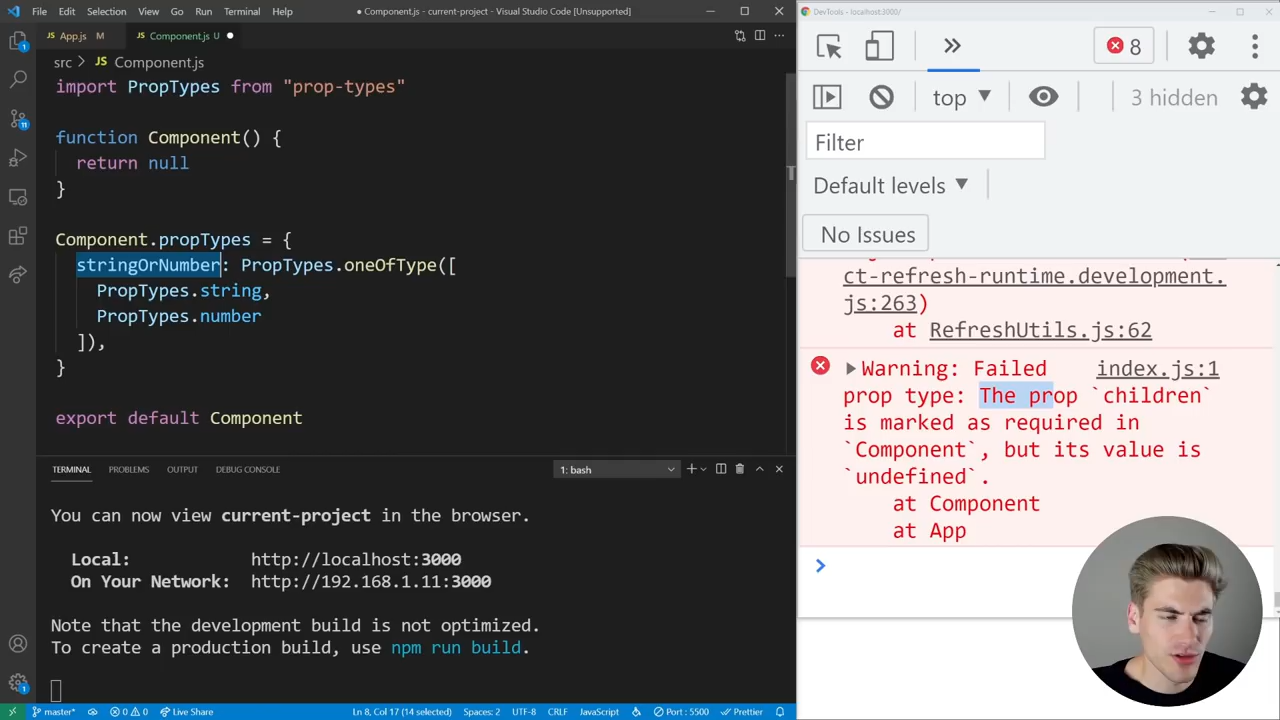 File Edit Selection View Go Run Terminal Help
● Component.js - current-project - Visual Studio Code [Unsupported]
App.js M
Component.js U ●
src > JS Component.js
import PropTypes from "prop-types"
function Component() {
return null
}
Component.propTypes = {
stringOrNumber: PropTypes.oneOfType([
PropTypes.string,
PropTypes.number
]),
}
export default Component
TERMINAL PROBLEMS OUTPUT DEBUG CONSOLE
1: bash
You can now view current-project in the browser.
Local: http://localhost:3000
On Your Network: http://192.168.1.11:3000
Note that the development build is not optimized.
To create a production build, use npm run build.
master* 0 0 Live Share
Ln 8, Col 17 (14 selected) Spaces: 2 UTF-8 CRLF JavaScript Port : 5500 Prettier
DevTools - localhost:3000/
8
top ▼
3 hidden
Filter
Default levels ▼
No Issues
ct-refresh-runtime.development.
js:263)
at RefreshUtils.js:62
Warning: Failed index.js:1
prop type: The prop `children`
is marked as required in
`Component`, but its value is
`undefined`.
at Component
at App